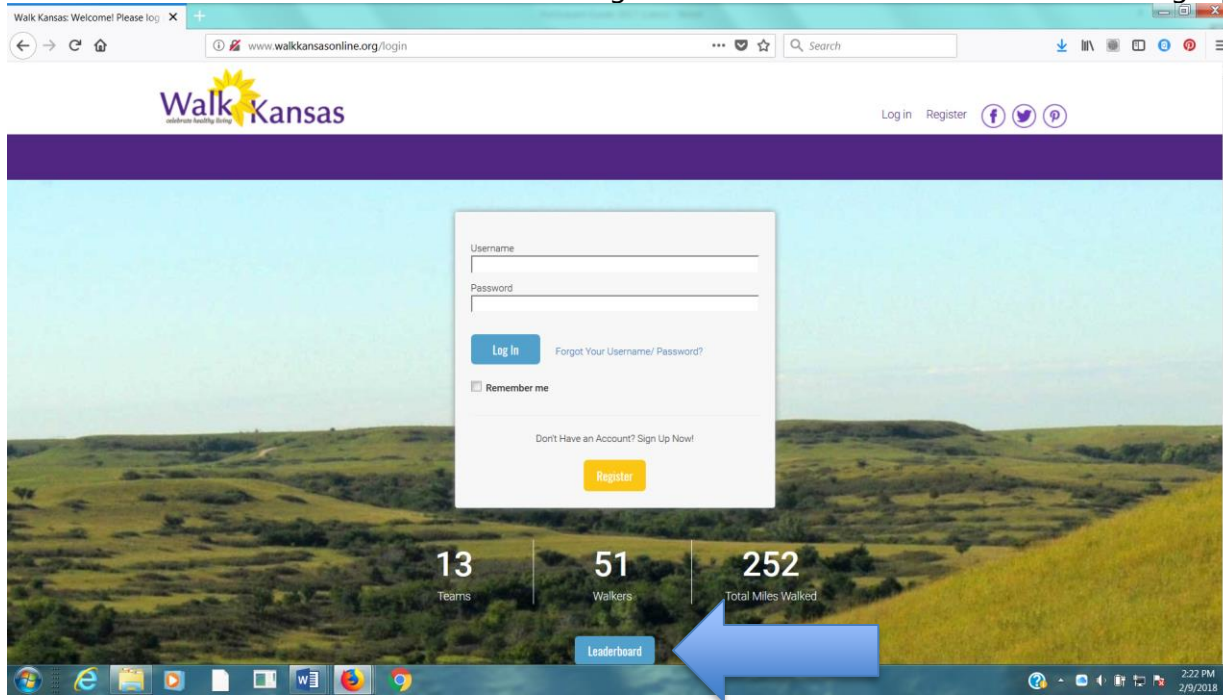 Walk Kansas: Welcome! Please log
www.walkkansasonline.org/login
Search
Walk Kansas
celebrate healthy living
Log in Register
Username
Password
Log In Forgot Your Username/ Password?
Remember me
Don't Have an Account? Sign Up Now!
Register
13 51 252
Teams Walkers Total Miles Walked
Leaderboard
2:22 PM
2/9/2018